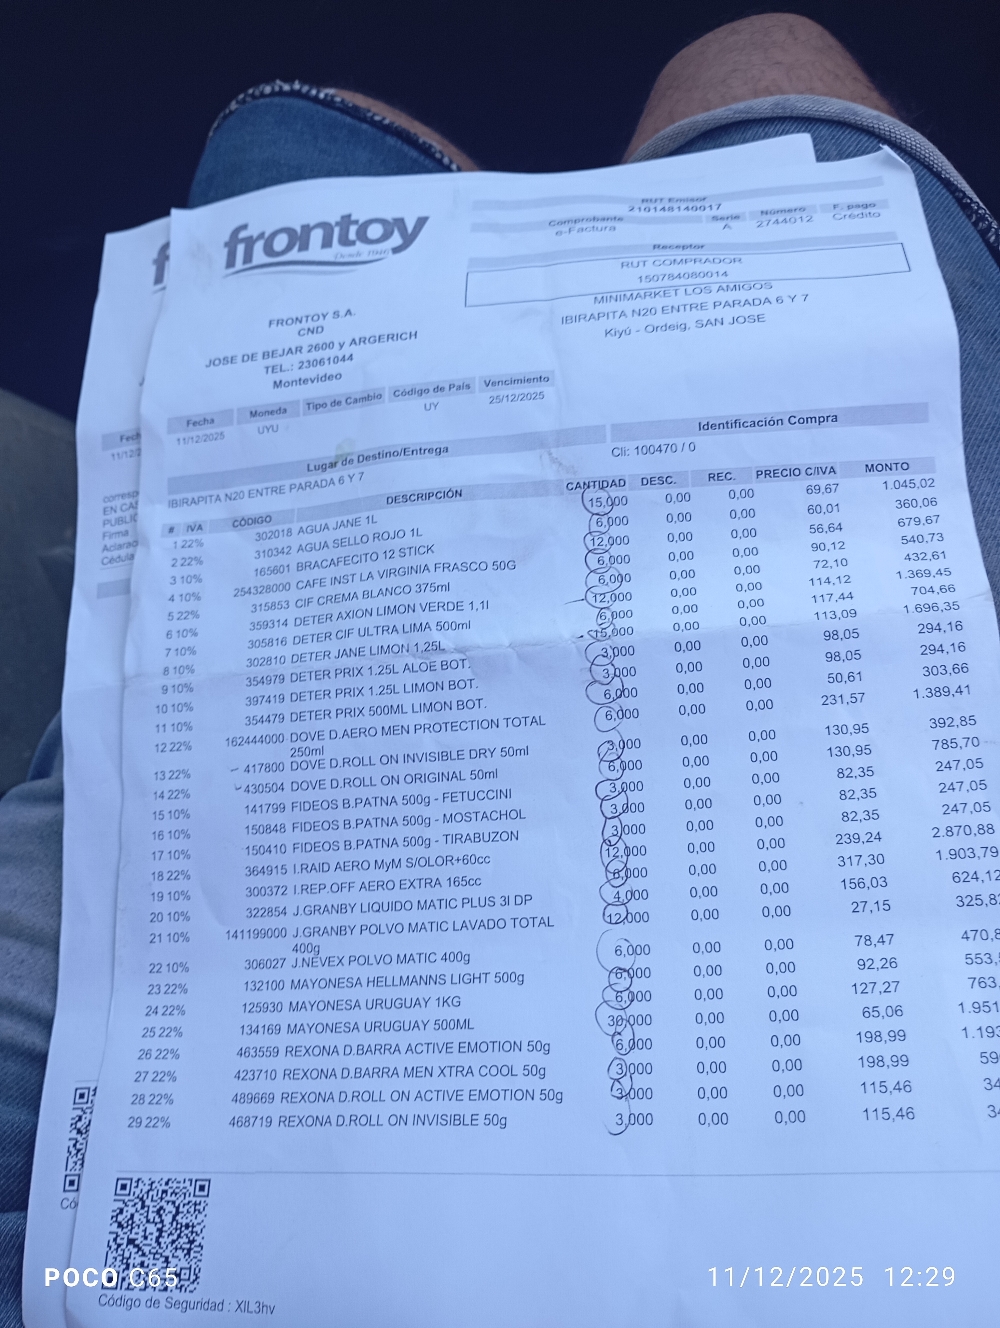 frontoy
Desde 1940
RUT Emisor
210148140017
Comprobante Serie Número F. pago
e-Factura A 2744012 Crédito
Receptor
RUT COMPRADOR
150784080014
MINIMARKET LOS AMIGOS
IBIRAPITA N20 ENTRE PARADA 6 Y 7
Kiyú - Ordeig, SAN JOSE
FRONTOY S.A.
CND
JOSE DE BEJAR 2600 y ARGERICH
TEL.: 23061044
Montevideo
Fecha Moneda Tipo de Cambio Código de País Vencimiento
11/12/2025 UYU UY 25/12/2025
Lugar de Destino/Entrega Identificación Compra
IBIRAPITA N20 ENTRE PARADA 6 Y 7 Cli: 100470 / 0
# IVA CÓDIGO DESCRIPCIÓN CANTIDAD DESC. REC. PRECIO C/IVA MONTO
1 22% 302018 AGUA JANE 1L 15,000 0,00 0,00 69,67 1.045,02
2 22% 310342 AGUA SELLO ROJO 1L 6,000 0,00 0,00 60,01 360,06
3 10% 165601 BRACAFECITO 12 STICK 12,000 0,00 0,00 56,64 679,67
4 10% 254328000 CAFE INST LA VIRGINIA FRASCO 50G 6,000 0,00 0,00 90,12 540,73
5 22% 315853 CIF CREMA BLANCO 375ml 6,000 0,00 0,00 72,10 432,61
6 10% 359314 DETER AXION LIMON VERDE 1,1l 12,000 0,00 0,00 114,12 1.369,45
7 10% 305816 DETER CIF ULTRA LIMA 500ml 6,000 0,00 0,00 117,44 704,66
8 10% 302810 DETER JANE LIMON 1,25L 15,000 0,00 0,00 113,09 1.696,35
9 10% 354979 DETER PRIX 1.25L ALOE BOT. 3,000 0,00 0,00 98,05 294,16
10 10% 397419 DETER PRIX 1.25L LIMON BOT. 3,000 0,00 0,00 98,05 294,16
11 10% 354479 DETER PRIX 500ML LIMON BOT. 6,000 0,00 0,00 50,61 303,66
12 22% 162444000 DOVE D.AERO MEN PROTECTION TOTAL 6,000 0,00 0,00 231,57 1.389,41
250ml
13 22% 417800 DOVE D.ROLL ON INVISIBLE DRY 50ml 3,000 0,00 0,00 130,95 392,85
14 22% 430504 DOVE D.ROLL ON ORIGINAL 50ml 6,000 0,00 0,00 130,95 785,70
15 10% 141799 FIDEOS B.PATNA 500g - FETUCCINI 3,000 0,00 0,00 82,35 247,05
16 10% 150848 FIDEOS B.PATNA 500g - MOSTACHOL 3,000 0,00 0,00 82,35 247,05
17 10% 150410 FIDEOS B.PATNA 500g - TIRABUZON 3,000 0,00 0,00 82,35 247,05
18 22% 364915 I.RAID AERO MyM S/OLOR+60cc 12,000 0,00 0,00 239,24 2.870,88
19 10% 300372 I.REP.OFF AERO EXTRA 165cc 6,000 0,00 0,00 317,30 1.903,79
20 10% 322854 J.GRANBY LIQUIDO MATIC PLUS 3l DP 4,000 0,00 0,00 156,03 624,12
21 10% 141199000 J.GRANBY POLVO MATIC LAVADO TOTAL 12,000 0,00 0,00 27,15 325,8
400g
22 10% 306027 J.NEVEX POLVO MATIC 400g 6,000 0,00 0,00 78,47 470,8
23 22% 132100 MAYONESA HELLMANNS LIGHT 500g 6,000 0,00 0,00 92,26 553,
24 22% 125930 MAYONESA URUGUAY 1KG 6,000 0,00 0,00 127,27 763,
25 22% 134169 MAYONESA URUGUAY 500ML 30,000 0,00 0,00 65,06 1.951
26 22% 463559 REXONA D.BARRA ACTIVE EMOTION 50g 6,000 0,00 0,00 198,99 1.193
27 22% 423710 REXONA D.BARRA MEN XTRA COOL 50g 3,000 0,00 0,00 198,99 59
28 22% 489669 REXONA D.ROLL ON ACTIVE EMOTION 50g 3,000 0,00 0,00 115,46 34
29 22% 468719 REXONA D.ROLL ON INVISIBLE 50g 3,000 0,00 0,00 115,46 34
Código de Seguridad : XIL3hv
f
Fech
11/12/2
corresp
EN CAS
PUBLIC
Firma
Aclarac
Cédula
Có
POCO C65
11/12/2025 12:29